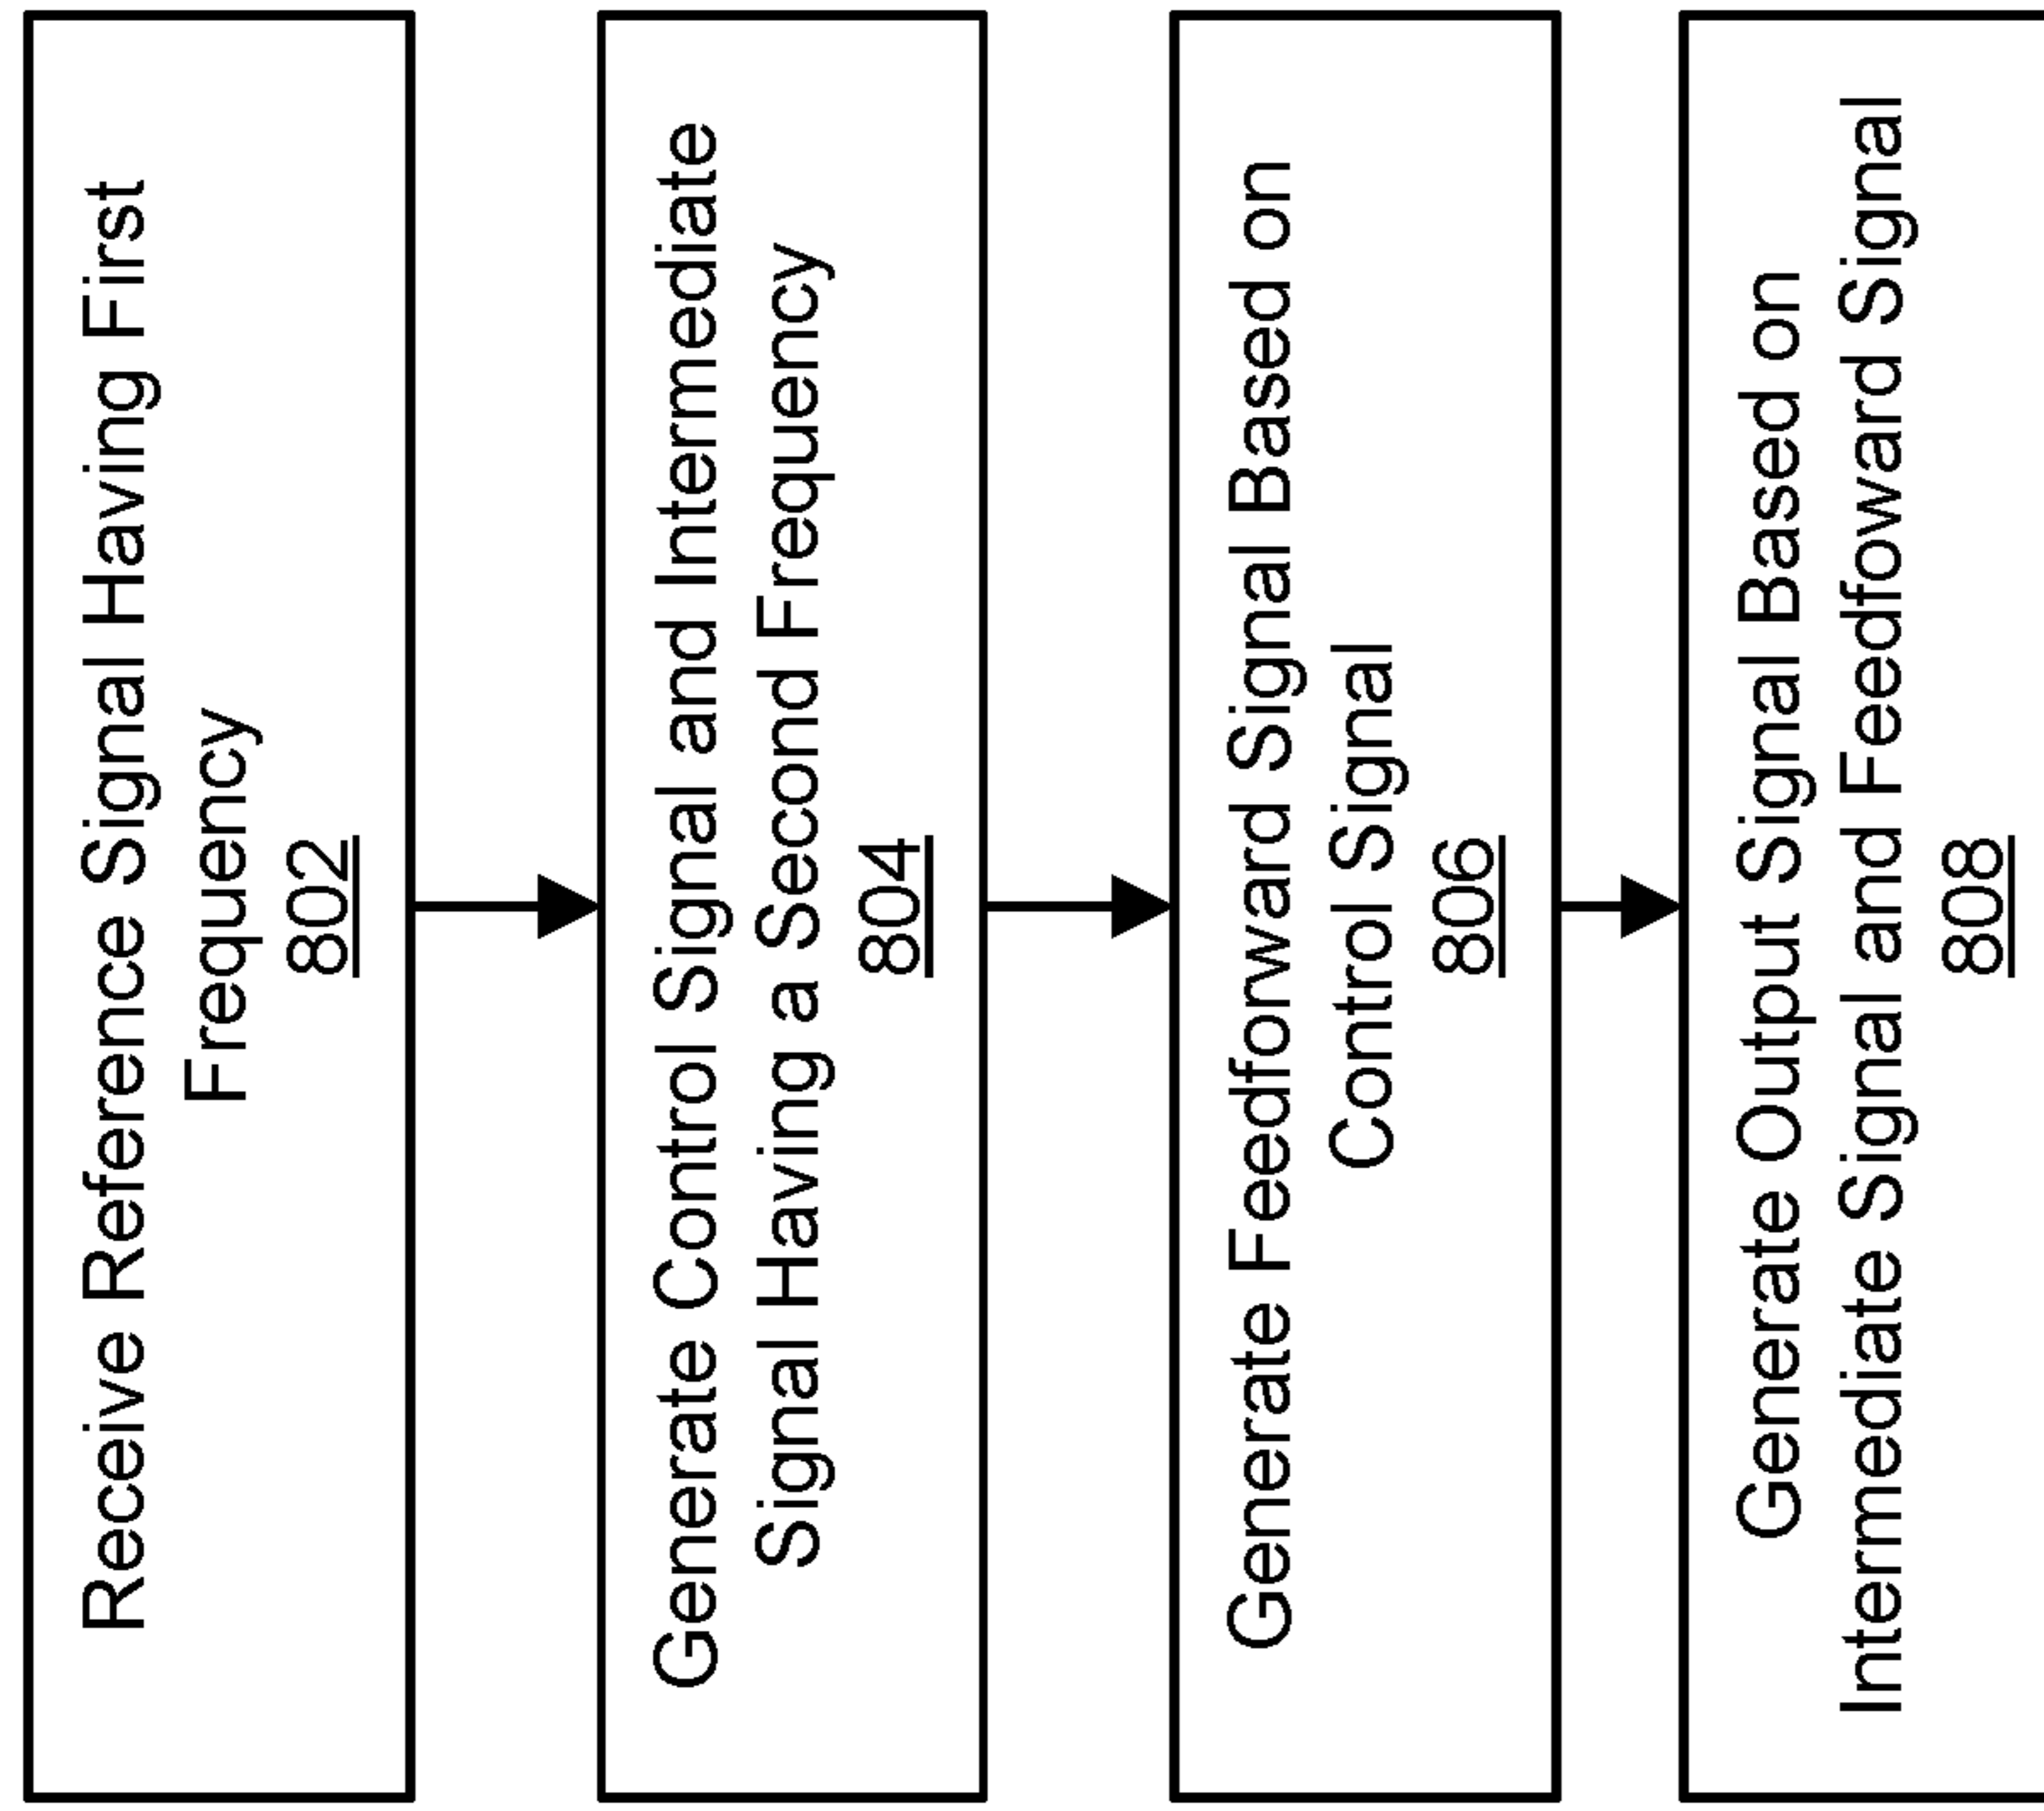 Receive Reference Signal Having First
Frequency
802
Generate Control Signal and Intermediate
Signal Having a Second Frequency
804
Generate Feedforward Signal Based on
Control Signal
806
Generate Output Signal Based on
Intermediate Signal and Feedfoward Signal
808